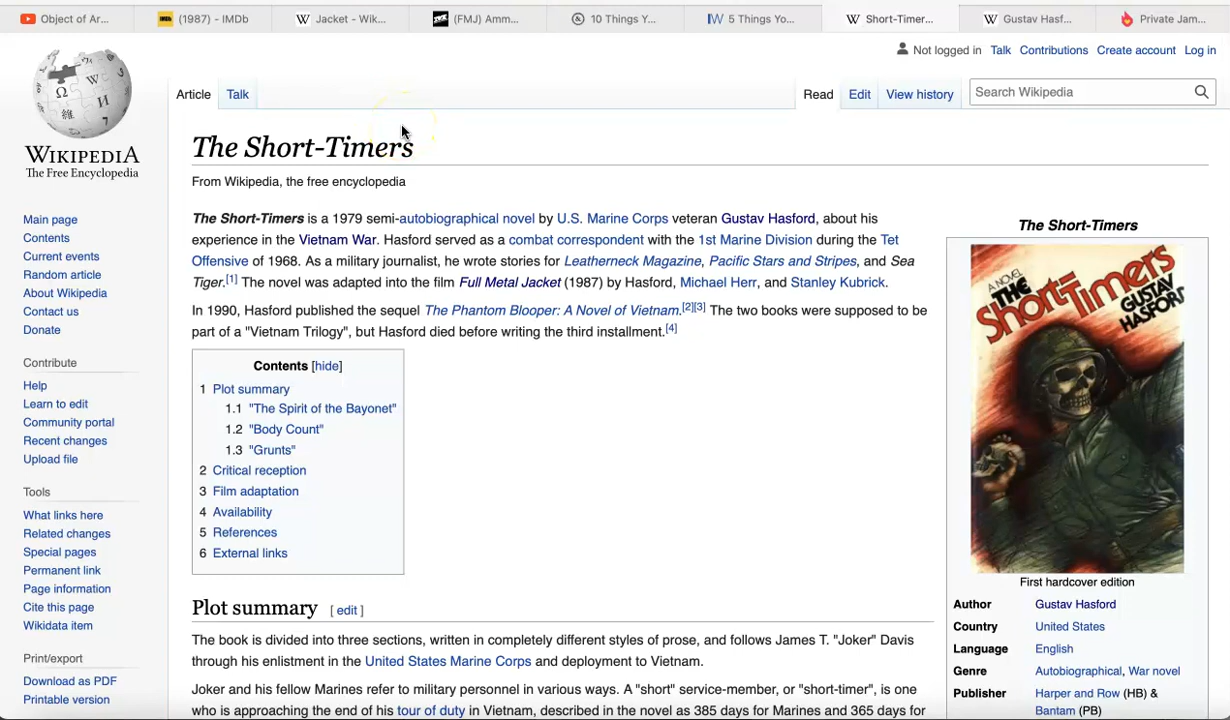 Object of Ar...
(1987) - IMDb
Jacket - Wik...
(FMJ) Amm...
10 Things Y...
5 Things Yo...
Short-Timer...
Gustav Hasf...
Private Jam...
Not logged in Talk Contributions Create account Log in
Article Talk
Read Edit View history
Search Wikipedia
WIKIPEDIA
The Free Encyclopedia
Main page
Contents
Current events
Random article
About Wikipedia
Contact us
Donate
Contribute
Help
Learn to edit
Community portal
Recent changes
Upload file
Tools
What links here
Related changes
Special pages
Permanent link
Page information
Cite this page
Wikidata item
Print/export
Download as PDF
Printable version
The Short-Timers
From Wikipedia, the free encyclopedia
The Short-Timers is a 1979 semi-autobiographical novel by U.S. Marine Corps veteran Gustav Hasford, about his
experience in the Vietnam War. Hasford served as a combat correspondent with the 1st Marine Division during the Tet
Offensive of 1968. As a military journalist, he wrote stories for Leatherneck Magazine, Pacific Stars and Stripes, and Sea
Tiger.[1] The novel was adapted into the film Full Metal Jacket (1987) by Hasford, Michael Herr, and Stanley Kubrick.
In 1990, Hasford published the sequel The Phantom Blooper: A Novel of Vietnam.[2][3] The two books were supposed to be
part of a "Vietnam Trilogy", but Hasford died before writing the third installment.[4]
Contents [hide]
1 Plot summary
1.1 "The Spirit of the Bayonet"
1.2 "Body Count"
1.3 "Grunts"
2 Critical reception
3 Film adaptation
4 Availability
5 References
6 External links
Plot summary [ edit ]
The book is divided into three sections, written in completely different styles of prose, and follows James T. "Joker" Davis
through his enlistment in the United States Marine Corps and deployment to Vietnam.
Joker and his fellow Marines refer to military personnel in various ways. A "short" service-member, or "short-timer", is one
who is approaching the end of his tour of duty in Vietnam, described in the novel as 385 days for Marines and 365 days for
The Short-Timers
A NOVEL
THE
Short-Timers
GUSTAV
HASFORD
First hardcover edition
Author Gustav Hasford
Country United States
Language English
Genre Autobiographical, War novel
Publisher Harper and Row (HB) &
Bantam (PB)